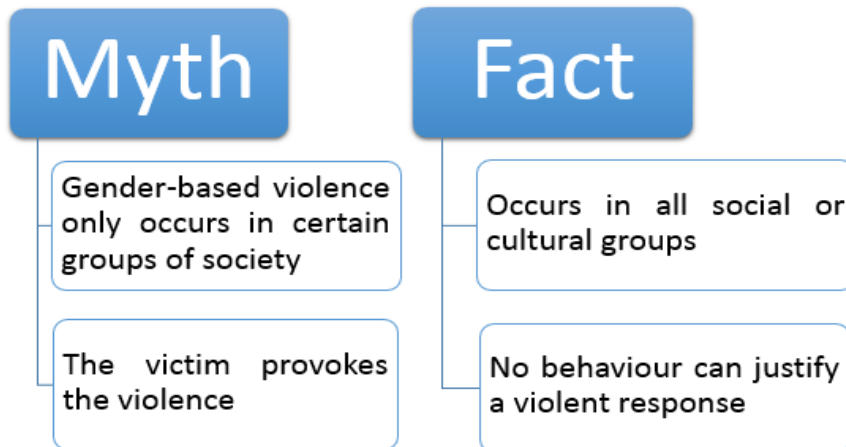 Myth
Gender-based violence
only occurs in certain
groups of society
The victim provokes
the violence
Fact
Occurs in all social or
cultural groups
No behaviour can justify
a violent response